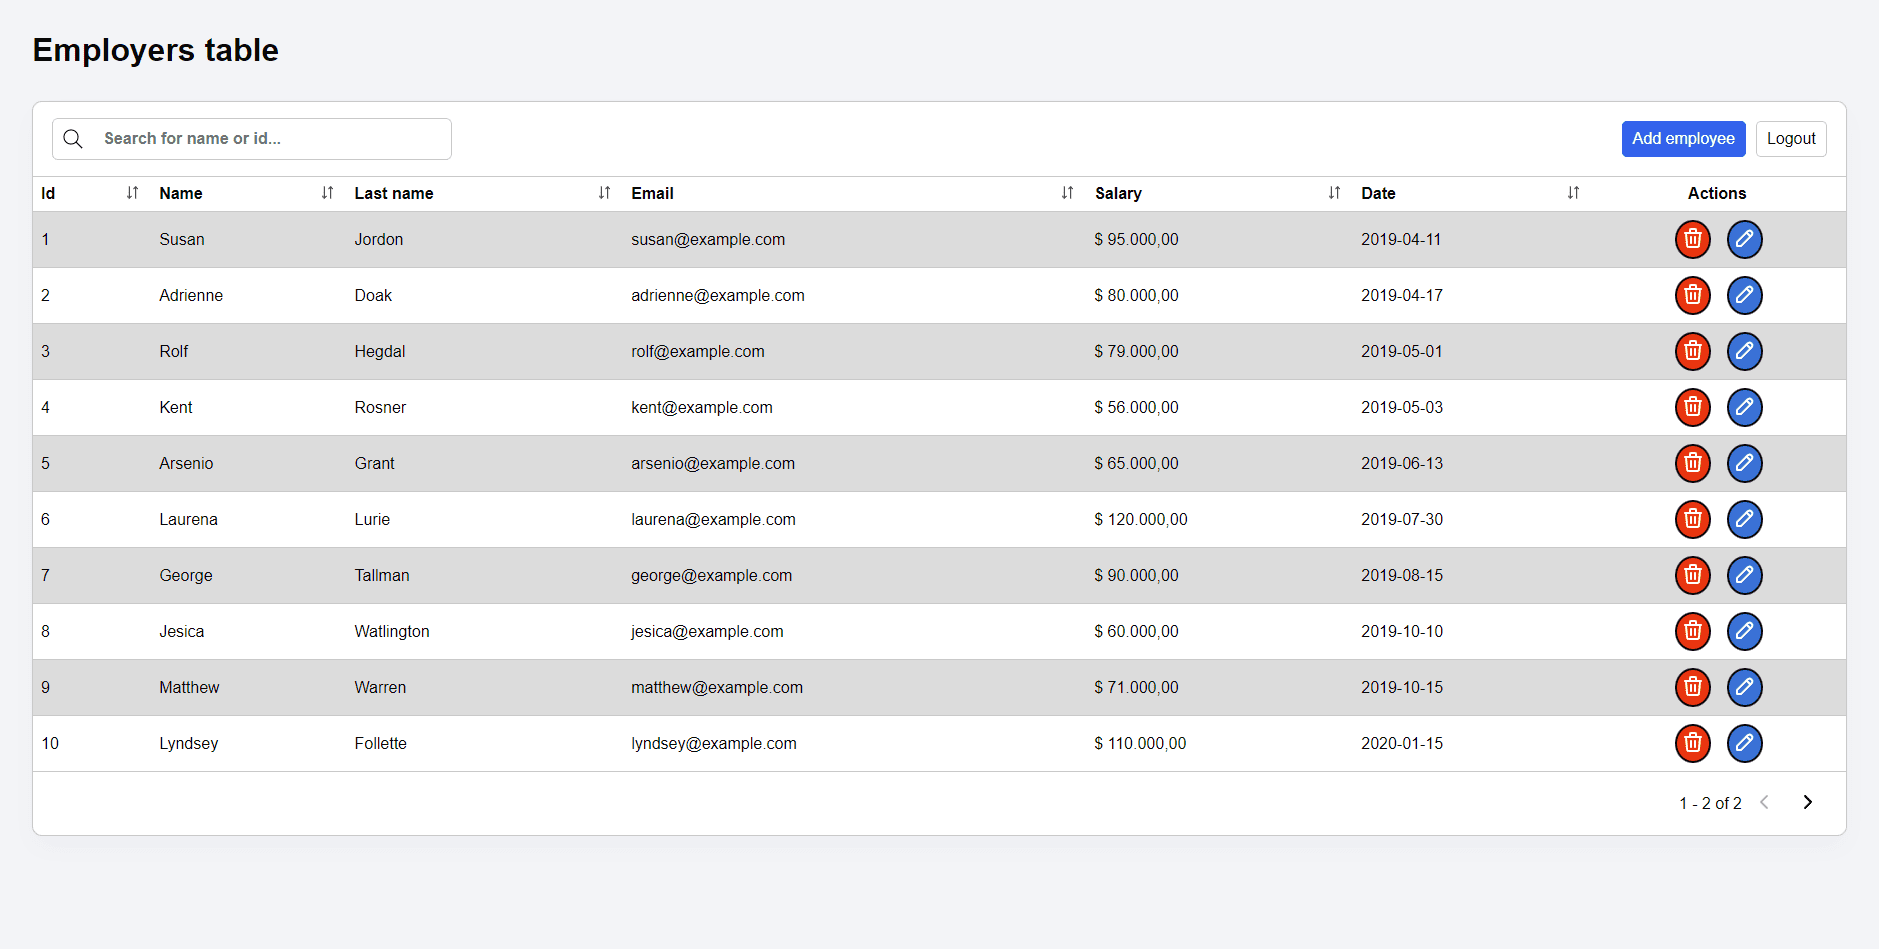 Employers table
Search for name or id...
Add employee Logout
Id Name Last name Email Salary Date Actions
1 Susan Jordon susan@example.com $ 95.000,00 2019-04-11
2 Adrienne Doak adrienne@example.com $ 80.000,00 2019-04-17
3 Rolf Hegdal rolf@example.com $ 79.000,00 2019-05-01
4 Kent Rosner kent@example.com $ 56.000,00 2019-05-03
5 Arsenio Grant arsenio@example.com $ 65.000,00 2019-06-13
6 Laurena Lurie laurena@example.com $ 120.000,00 2019-07-30
7 George Tallman george@example.com $ 90.000,00 2019-08-15
8 Jesica Watlington jesica@example.com $ 60.000,00 2019-10-10
9 Matthew Warren matthew@example.com $ 71.000,00 2019-10-15
10 Lyndsey Follette lyndsey@example.com $ 110.000,00 2020-01-15
1 - 2 of 2